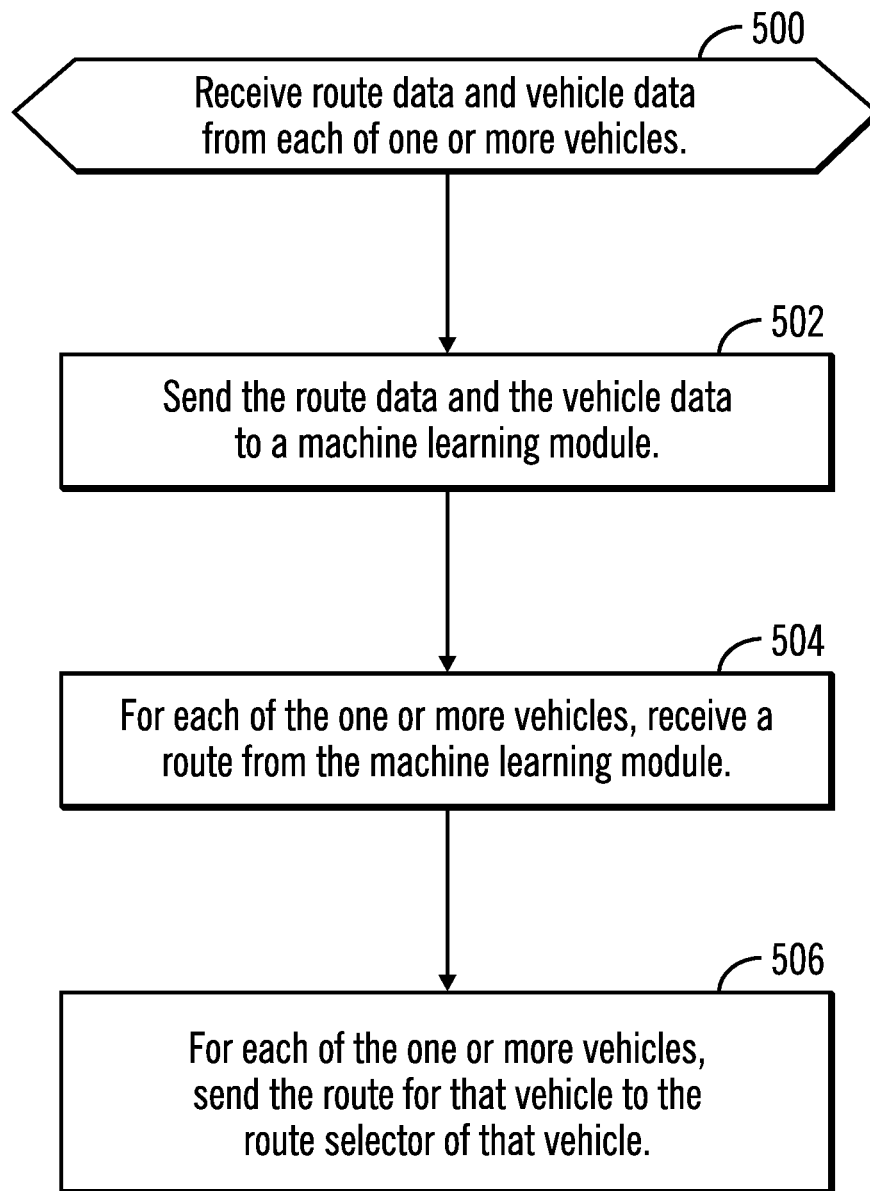 500
Receive route data and vehicle data
from each of one or more vehicles.
502
Send the route data and the vehicle data
to a machine learning module.
504
For each of the one or more vehicles, receive a
route from the machine learning module.
506
For each of the one or more vehicles,
send the route for that vehicle to the
route selector of that vehicle.